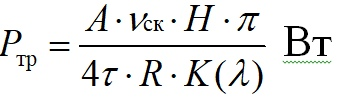 P_тр = (A · ν_ск · H · π) / (4τ · R · K(λ)) Вт